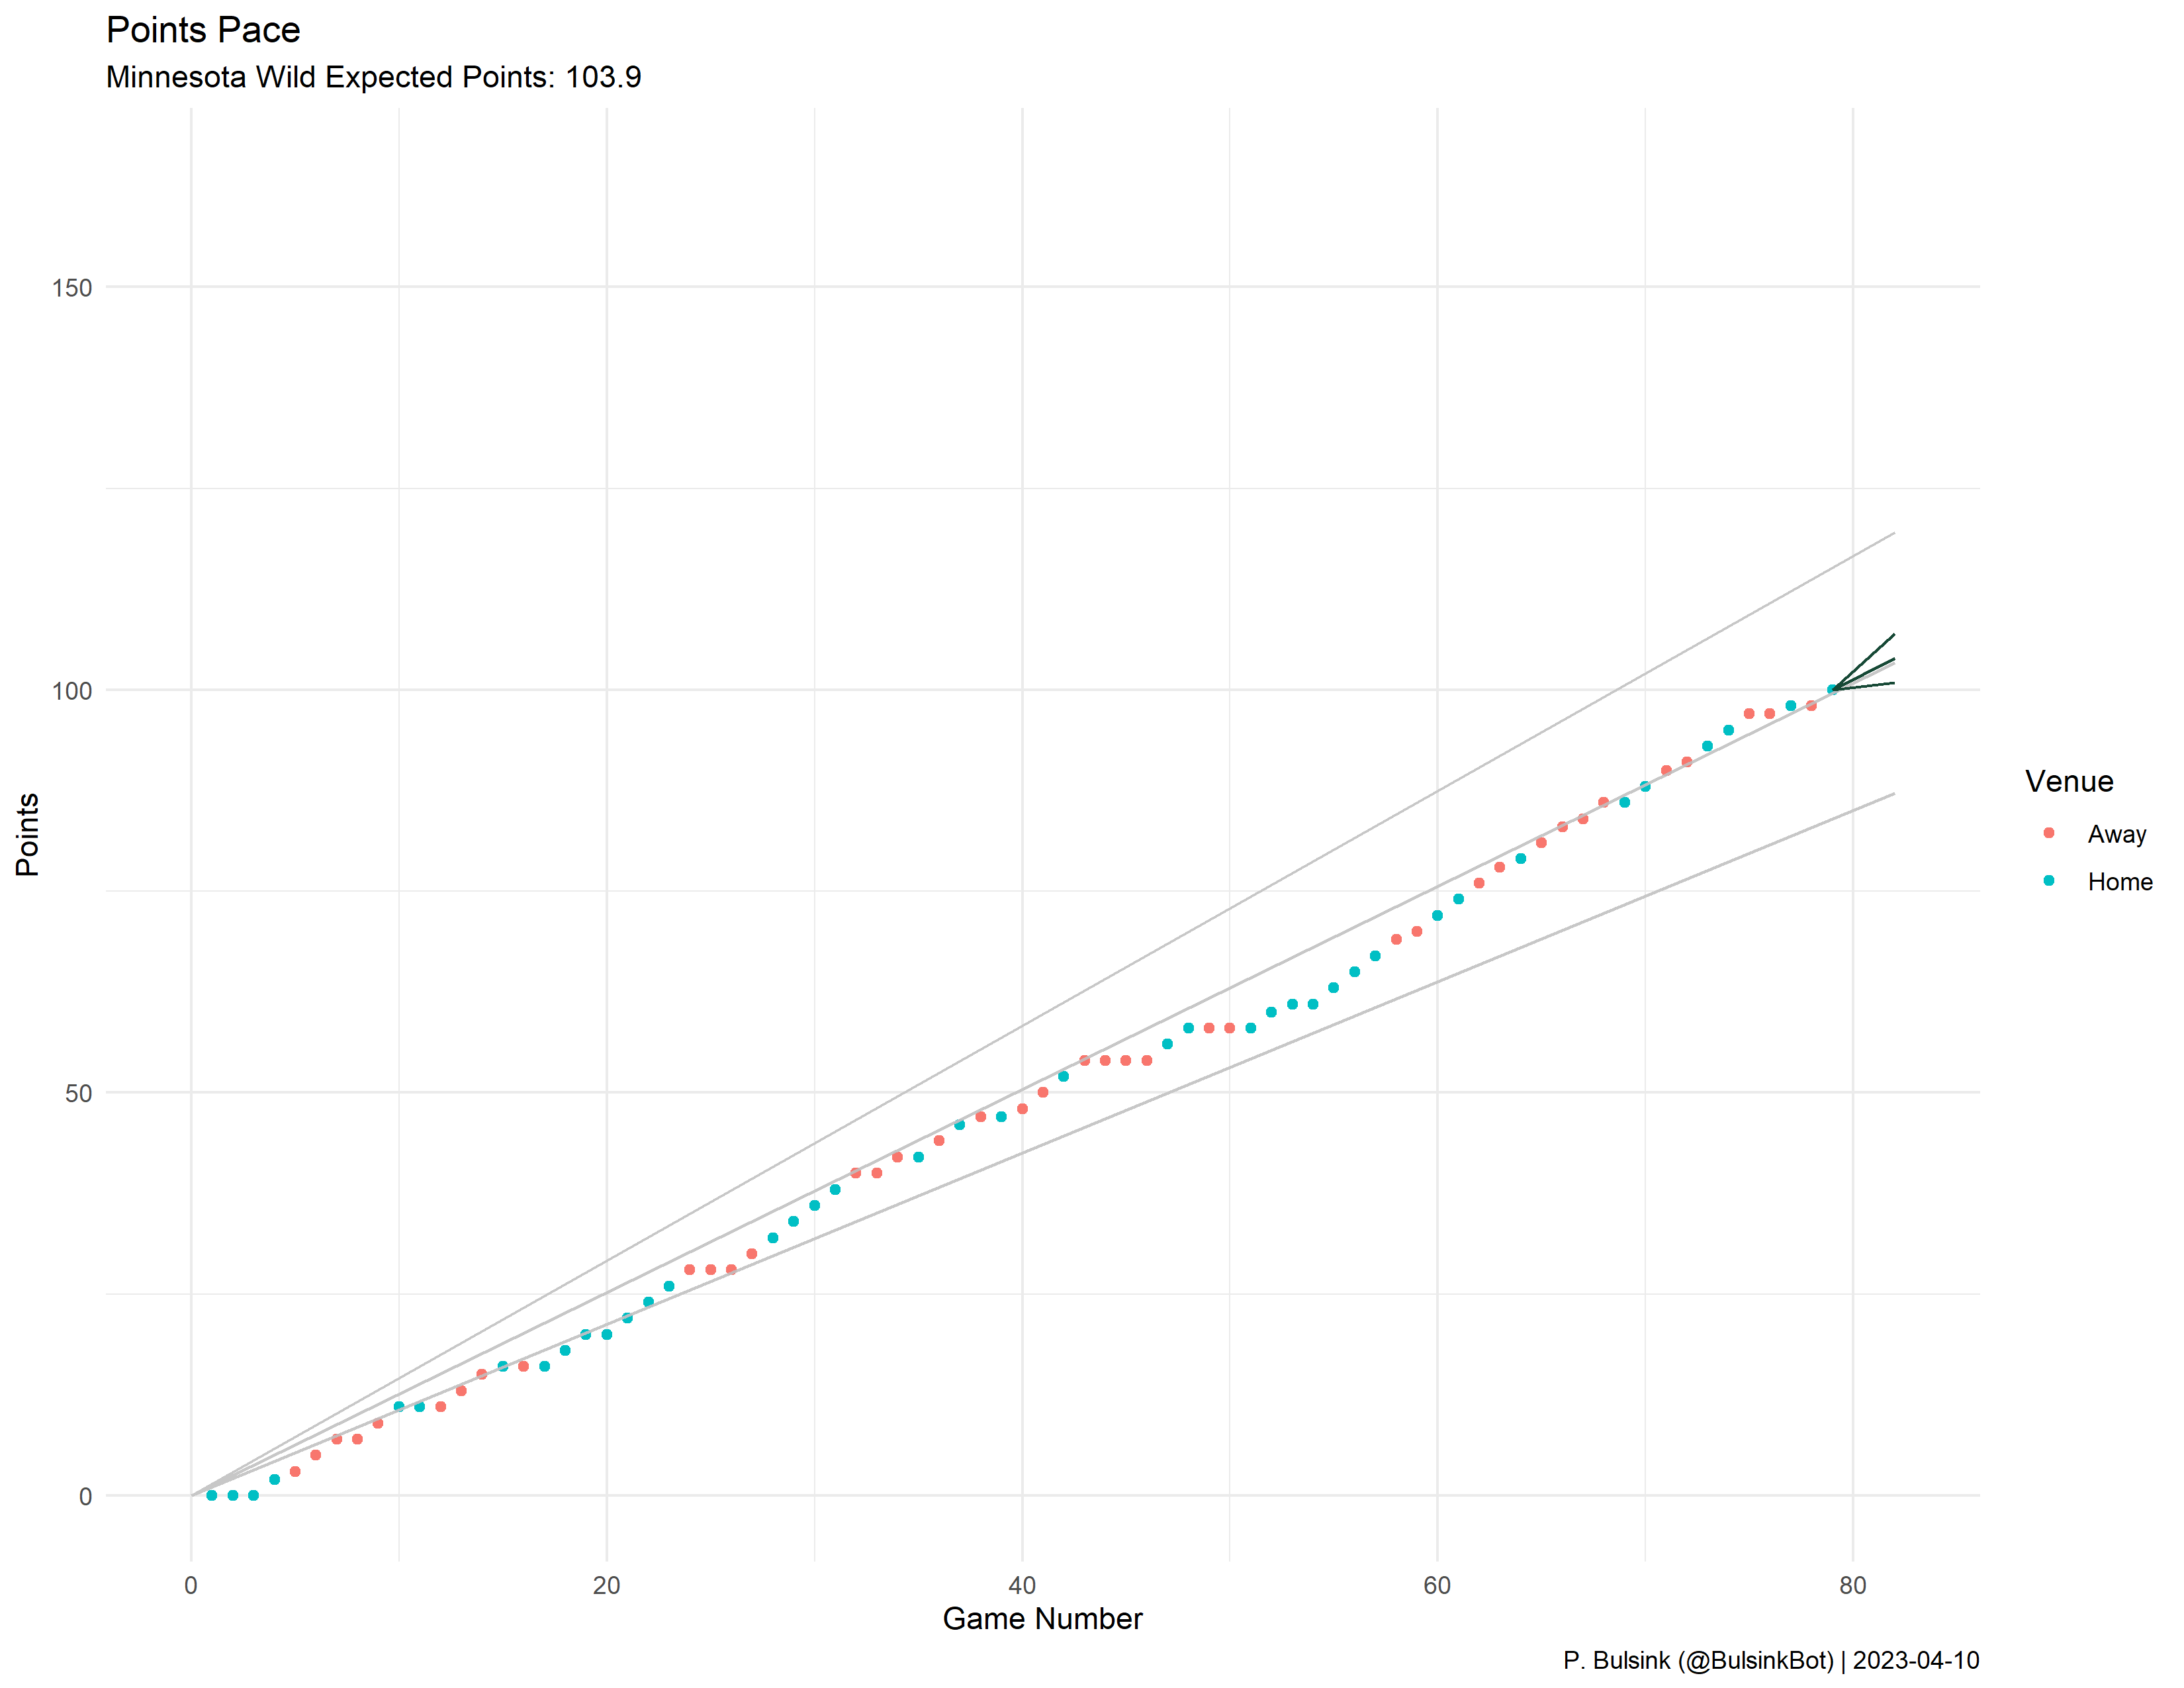 Points Pace
Minnesota Wild Expected Points: 103.9
150
100
50
0
Points
0 20 40 60 80
Game Number
Venue
Away
Home
P. Bulsink (@BulsinkBot) | 2023-04-10